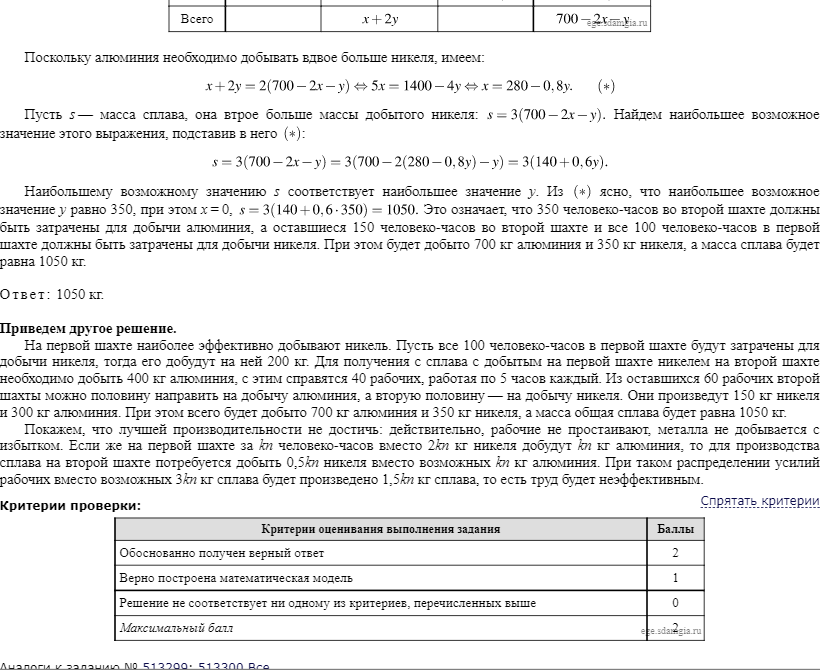 Всего x + 2y 700 − 2x − y
ege.sdamgia.ru
Поскольку алюминия необходимо добывать вдвое больше никеля, имеем:
x + 2y = 2(700 − 2x − y) ⇔ 5x = 1400 − 4y ⇔ x = 280 − 0,8y. (∗)
Пусть s — масса сплава, она втрое больше массы добытого никеля: s = 3(700 − 2x − y). Найдем наибольшее возможное
значение этого выражения, подставив в него (∗):
s = 3(700 − 2x − y) = 3(700 − 2(280 − 0,8y) − y) = 3(140 + 0,6y).
Наибольшему возможному значению s соответствует наибольшее значение y. Из (∗) ясно, что наибольшее возможное
значение y равно 350, при этом x = 0, s = 3(140 + 0,6 · 350) = 1050. Это означает, что 350 человеко-часов во второй шахте должны
быть затрачены для добычи алюминия, а оставшиеся 150 человеко-часов во второй шахте и все 100 человеко-часов в первой
шахте должны быть затрачены для добычи никеля. При этом будет добыто 700 кг алюминия и 350 кг никеля, а масса сплава будет
равна 1050 кг.
Ответ: 1050 кг.
Приведем другое решение.
На первой шахте наиболее эффективно добывают никель. Пусть все 100 человеко-часов в первой шахте будут затрачены для
добычи никеля, тогда его добудут на ней 200 кг. Для получения с сплава с добытым на первой шахте никелем на второй шахте
необходимо добыть 400 кг алюминия, с этим справятся 40 рабочих, работая по 5 часов каждый. Из оставшихся 60 рабочих второй
шахты можно половину направить на добычу алюминия, а вторую половину — на добычу никеля. Они произведут 150 кг никеля
и 300 кг алюминия. При этом всего будет добыто 700 кг алюминия и 350 кг никеля, а масса общая сплава будет равна 1050 кг.
Покажем, что лучшей производительности не достичь: действительно, рабочие не простаивают, металла не добывается с
избытком. Если же на первой шахте за kn человеко-часов вместо 2kn кг никеля добудут kn кг алюминия, то для производства
сплава на второй шахте потребуется добыть 0,5kn никеля вместо возможных kn кг алюминия. При таком распределении усилий
рабочих вместо возможных 3kn кг сплава будет произведено 1,5kn кг сплава, то есть труд будет неэффективным.
Критерии проверки: Спрятать критерии
Критерии оценивания выполнения задания Баллы
Обоснованно получен верный ответ 2
Верно построена математическая модель 1
Решение не соответствует ни одному из критериев, перечисленных выше 0
Максимальный балл 2
ege.sdamgia.ru
Аналоги к заданию № 513299: 513300 Все